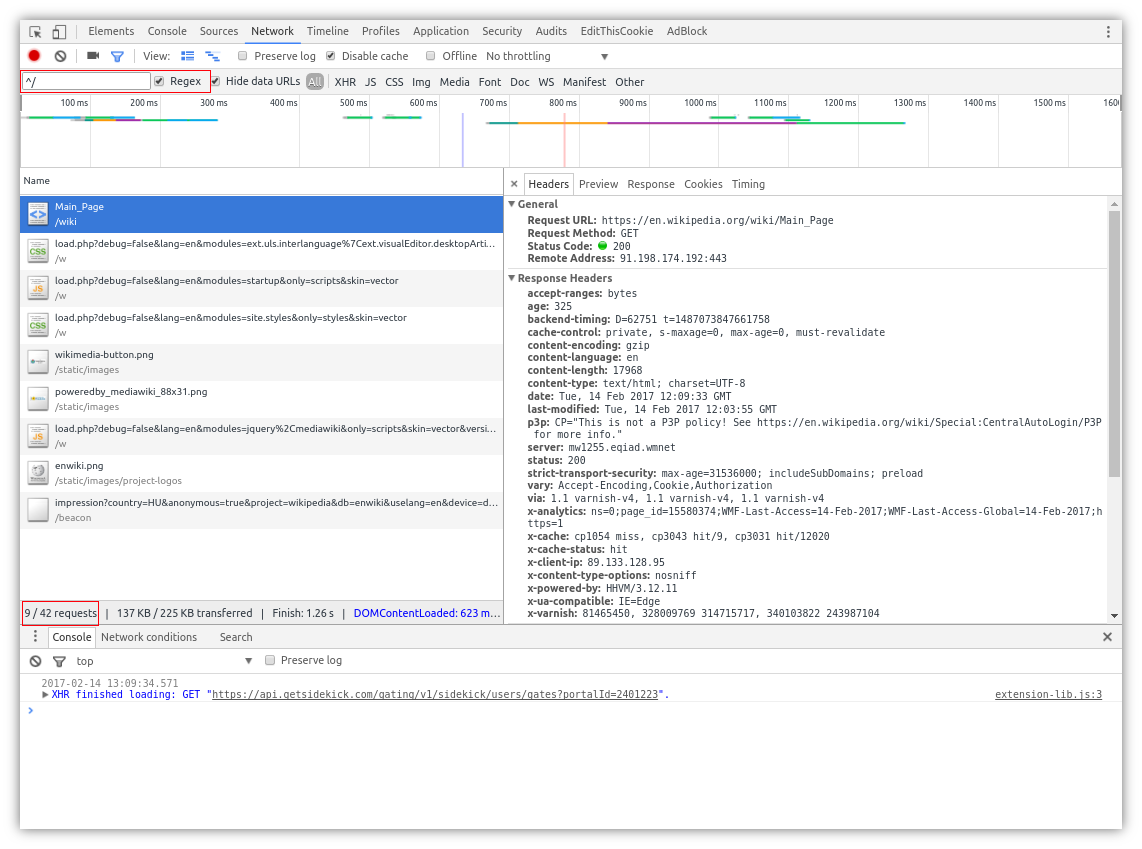 Elements Console Sources Network Timeline Profiles Application Security Audits EditThisCookie AdBlock
View: Preserve log Disable cache Offline No throttling
^/ Regex Hide data URLs All XHR JS CSS Img Media Font Doc WS Manifest Other
100 ms 200 ms 300 ms 400 ms 500 ms 600 ms 700 ms 800 ms 900 ms 1000 ms 1100 ms 1200 ms 1300 ms 1400 ms 1500 ms 160
Name
Main_Page
/wiki
load.php?debug=false&lang=en&modules=ext.uls.interlanguage%7Cext.visualEditor.desktopArti...
/w
load.php?debug=false&lang=en&modules=startup&only=scripts&skin=vector
/w
load.php?debug=false&lang=en&modules=site.styles&only=styles&skin=vector
/w
wikimedia-button.png
/static/images
poweredby_mediawiki_88x31.png
/static/images
load.php?debug=false&lang=en&modules=jquery%2Cmediawiki&only=scripts&skin=vector&versi...
/w
enwiki.png
/static/images/project-logos
impression?country=HU&anonymous=true&project=wikipedia&db=enwiki&uselang=en&device=d...
/beacon
9 / 42 requests | 137 KB / 225 KB transferred | Finish: 1.26 s | DOMContentLoaded: 623 m...
× Headers Preview Response Cookies Timing
General
Request URL: https://en.wikipedia.org/wiki/Main_Page
Request Method: GET
Status Code: 200
Remote Address: 91.198.174.192:443
Response Headers
accept-ranges: bytes
age: 325
backend-timing: D=62751 t=1487073847661758
cache-control: private, s-maxage=0, max-age=0, must-revalidate
content-encoding: gzip
content-language: en
content-length: 17968
content-type: text/html; charset=UTF-8
date: Tue, 14 Feb 2017 12:09:33 GMT
last-modified: Tue, 14 Feb 2017 12:03:55 GMT
p3p: CP="This is not a P3P policy! See https://en.wikipedia.org/wiki/Special:CentralAutoLogin/P3P
for more info."
server: mw1255.eqiad.wmnet
status: 200
strict-transport-security: max-age=31536000; includeSubDomains; preload
vary: Accept-Encoding,Cookie,Authorization
via: 1.1 varnish-v4, 1.1 varnish-v4, 1.1 varnish-v4
x-analytics: ns=0;page_id=15580374;WMF-Last-Access=14-Feb-2017;WMF-Last-Access-Global=14-Feb-2017;h
ttps=1
x-cache: cp1054 miss, cp3043 hit/9, cp3031 hit/12020
x-cache-status: hit
x-client-ip: 89.133.128.95
x-content-type-options: nosniff
x-powered-by: HHVM/3.12.11
x-ua-compatible: IE=Edge
x-varnish: 81465450, 328009769 314715717, 340103822 243987104
Console Network conditions Search
top Preserve log
2017-02-14 13:09:34.571
XHR finished loading: GET "https://api.getsidekick.com/gating/v1/sidekick/users/gates?portalId=2401223". extension-lib.js:3